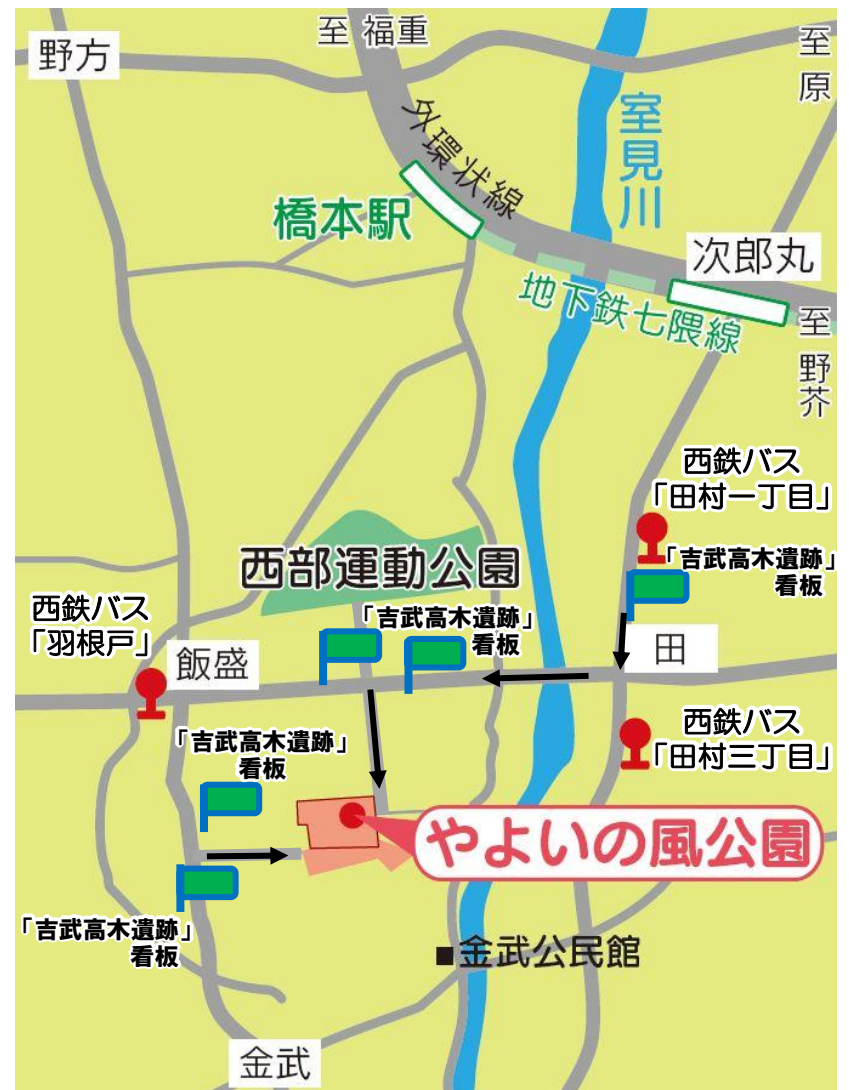 野方
至 福重
至原
外環状線
室見川
橋本駅
次郎丸
地下鉄七隈線
至野芥
西鉄バス
「田村一丁目」
西部運動公園
「吉武高木遺跡」
看板
西鉄バス
「羽根戸」
「吉武高木遺跡」
看板
飯盛
田
西鉄バス
「田村三丁目」
「吉武高木遺跡」
看板
やよいの風公園
「吉武高木遺跡」
看板
■金武公民館
金武